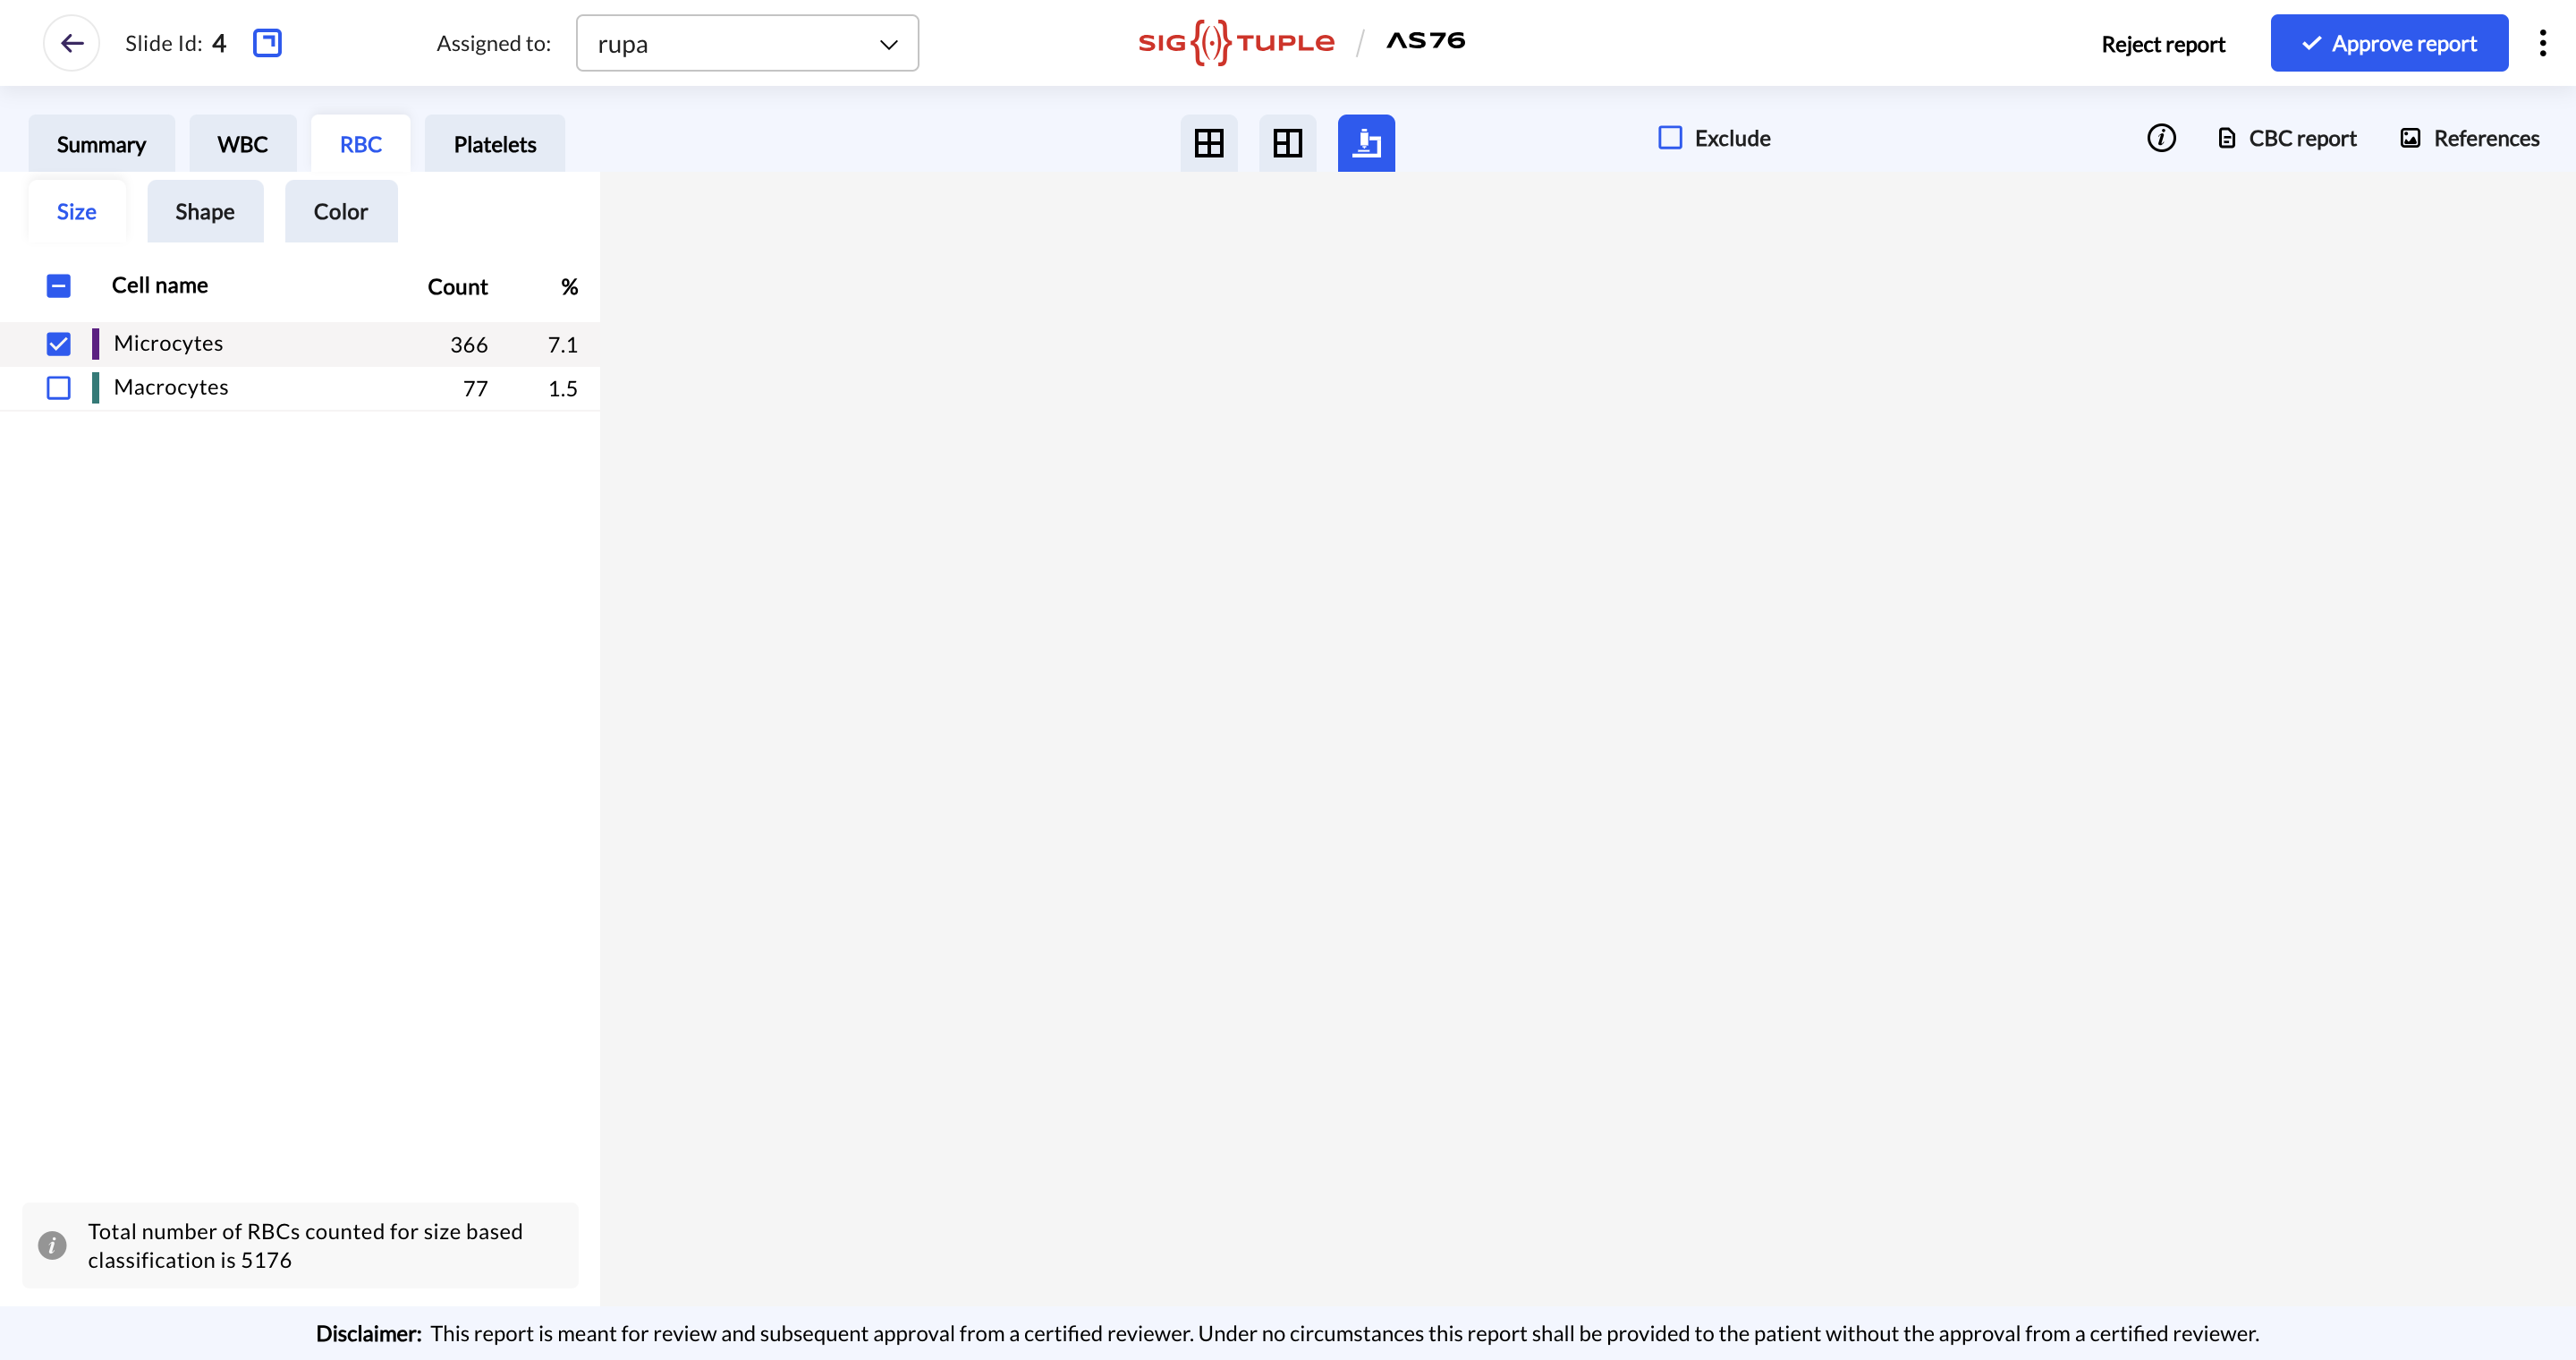 Slide Id: 4
Assigned to: rupa
SIG{(·)}TUPLE / AS76
Reject report
Approve report
Summary
WBC
RBC
Platelets
Exclude
CBC report
References
Size
Shape
Color
Cell name Count %
Microcytes 366 7.1
Macrocytes 77 1.5
Total number of RBCs counted for size based
classification is 5176
Disclaimer: This report is meant for review and subsequent approval from a certified reviewer. Under no circumstances this report shall be provided to the patient without the approval from a certified reviewer.